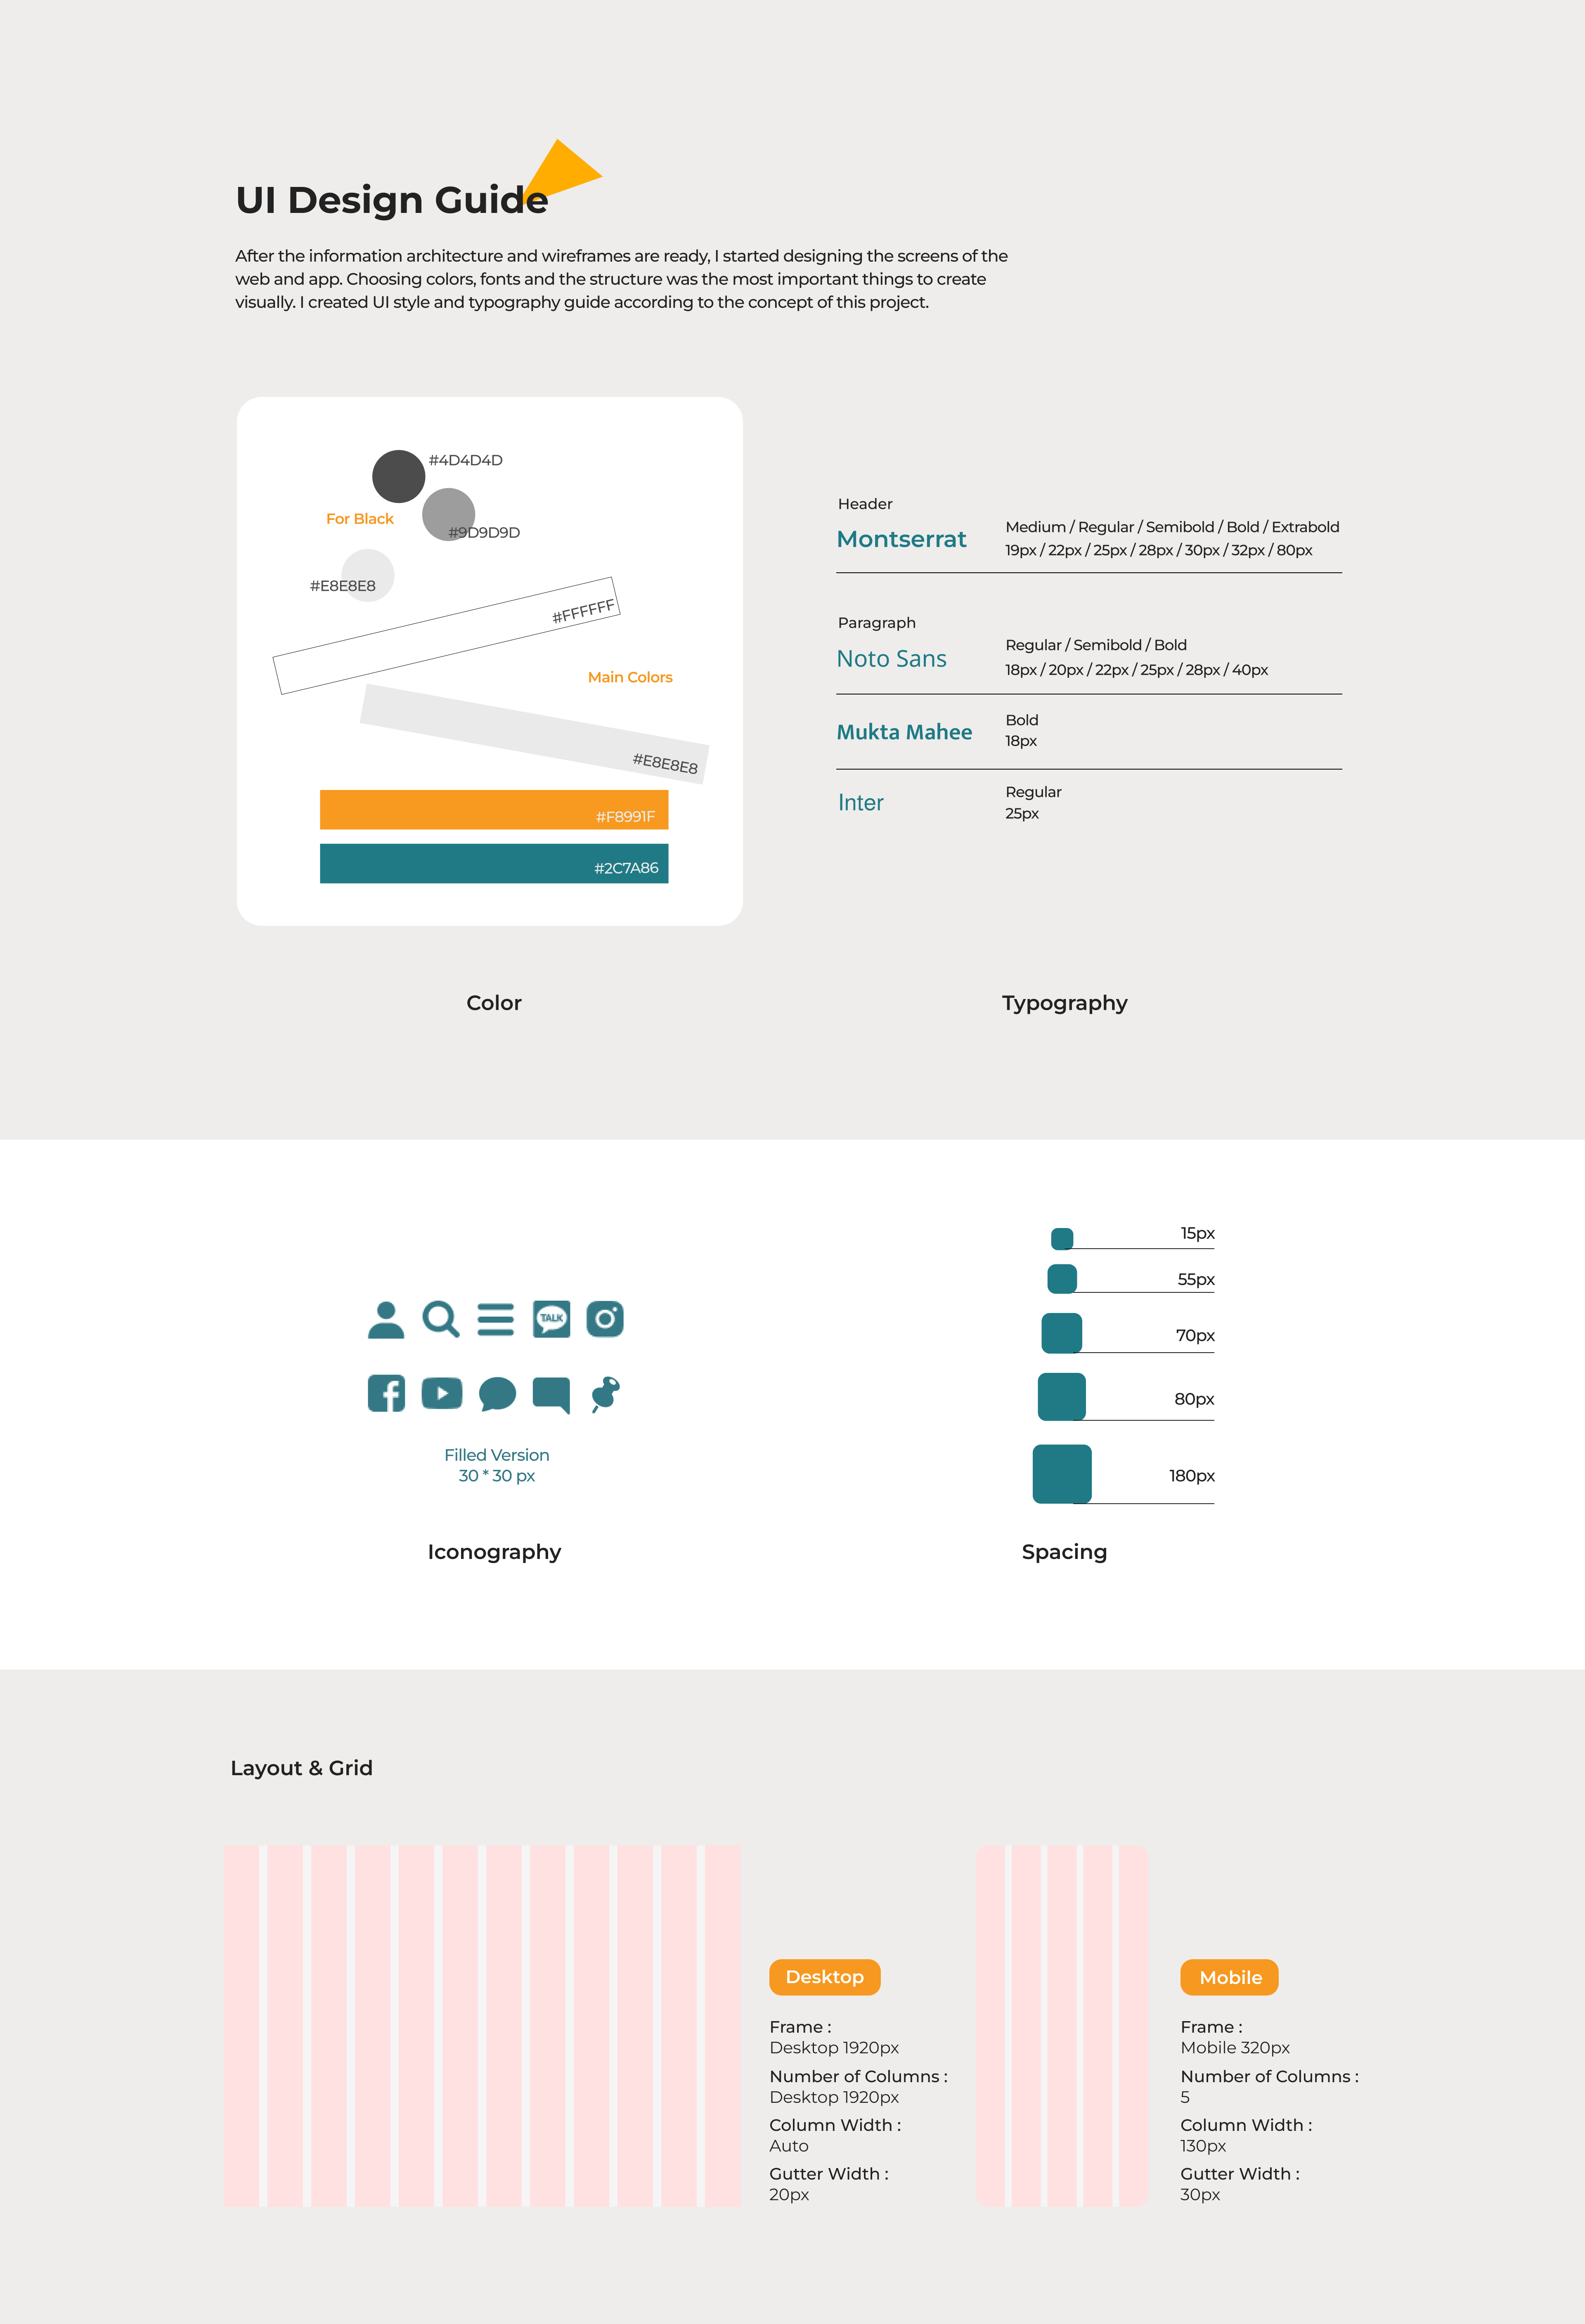 UI Design Guide
After the information architecture and wireframes are ready, I started designing the screens of the
web and app. Choosing colors, fonts and the structure was the most important things to create
visually. I created UI style and typography guide according to the concept of this project.
#4D4D4D
For Black
#9D9D9D
#E8E8E8
#FFFFFF
Main Colors
#E8E8E8
#F8991F
#2C7A86
Color
Header
Montserrat
Medium / Regular / Semibold / Bold / Extrabold
19px / 22px / 25px / 28px / 30px / 32px / 80px
Paragraph
Noto Sans
Regular / Semibold / Bold
18px / 20px / 22px / 25px / 28px / 40px
Mukta Mahee
Bold
18px
Inter
Regular
25px
Typography
TALK
Filled Version
30 * 30 px
Iconography
15px
55px
70px
80px
180px
Spacing
Layout & Grid
Desktop
Frame :
Desktop 1920px
Number of Columns :
Desktop 1920px
Column Width :
Auto
Gutter Width :
20px
Mobile
Frame :
Mobile 320px
Number of Columns :
5
Column Width :
130px
Gutter Width :
30px